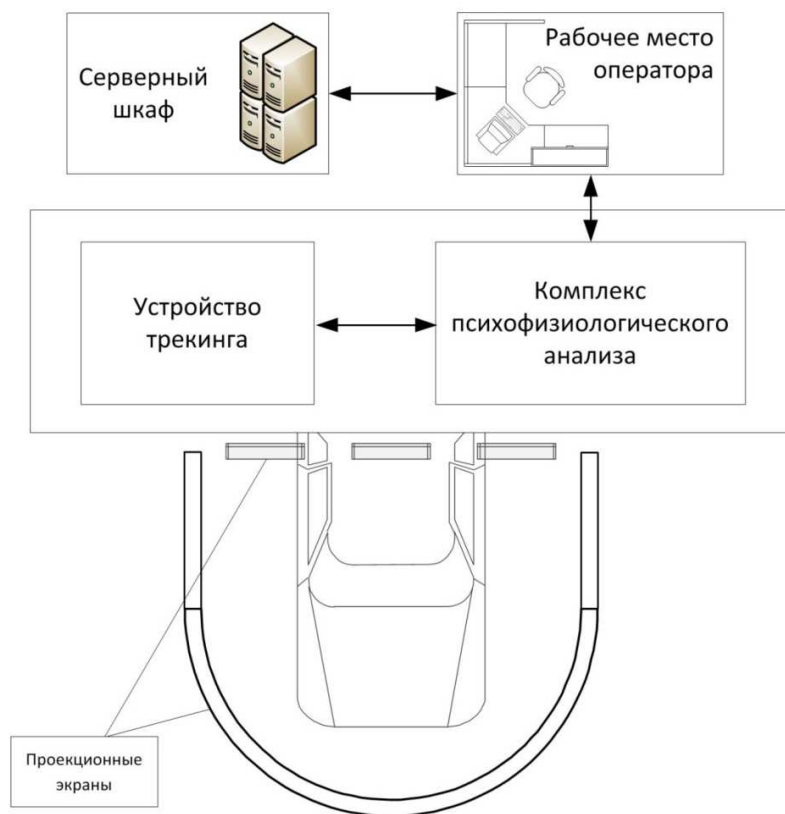 Серверный
шкаф
Рабочее место
оператора
Устройство
трекинга
Комплекс
психофизиологического
анализа
Проекционные
экраны